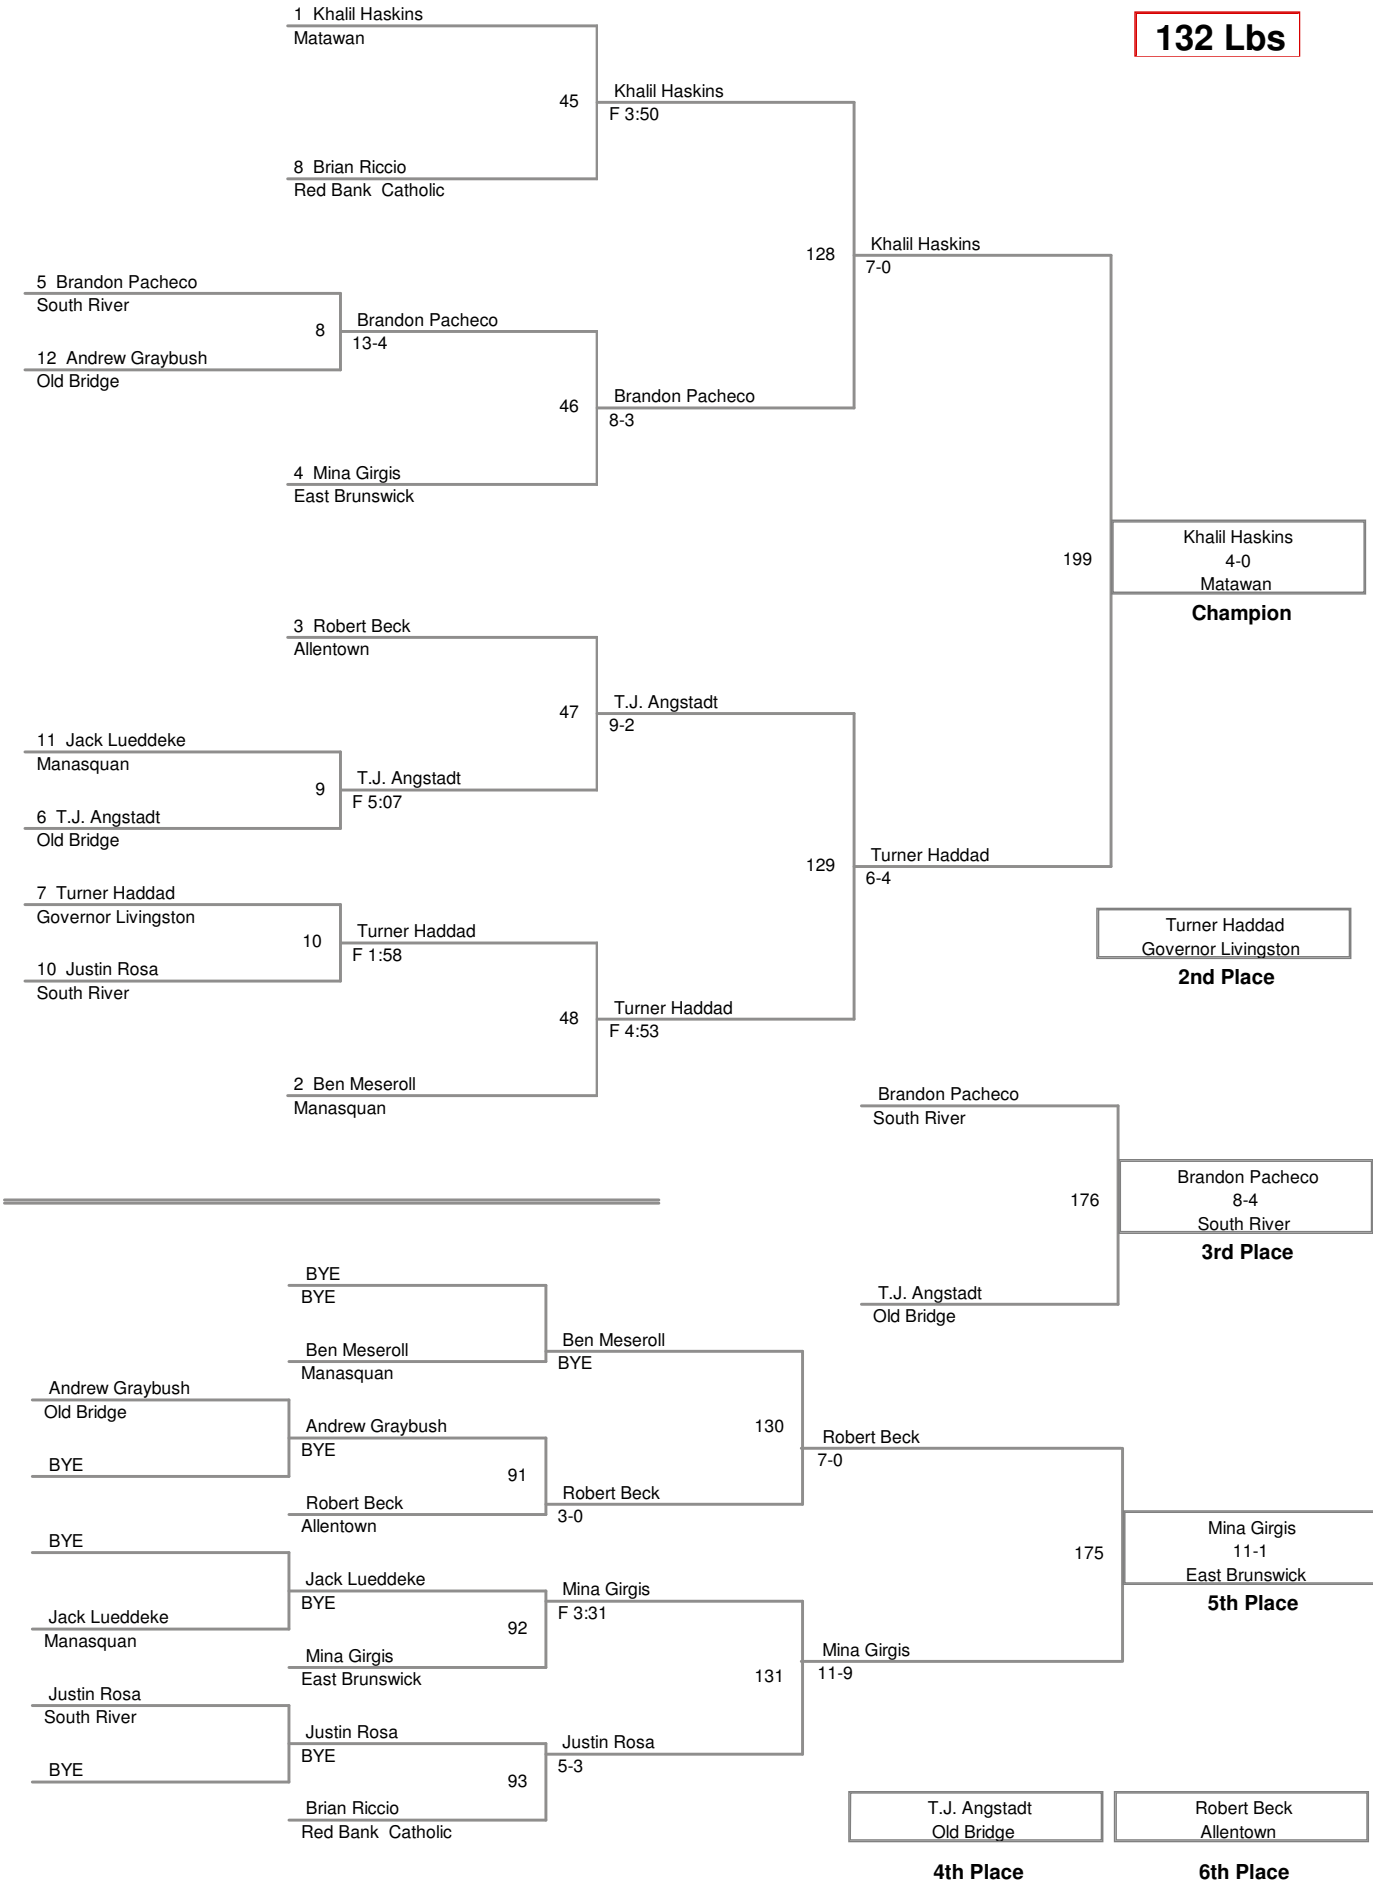 132 Lbs
1 Khalil Haskins
Matawan
45
Khalil Haskins
F 3:50
8 Brian Riccio
Red Bank Catholic
128
Khalil Haskins
7-0
5 Brandon Pacheco
South River
8
Brandon Pacheco
13-4
12 Andrew Graybush
Old Bridge
46
Brandon Pacheco
8-3
4 Mina Girgis
East Brunswick
199
Khalil Haskins
4-0
Matawan
Champion
3 Robert Beck
Allentown
47
T.J. Angstadt
9-2
11 Jack Lueddeke
Manasquan
9
T.J. Angstadt
F 5:07
6 T.J. Angstadt
Old Bridge
129
Turner Haddad
6-4
7 Turner Haddad
Governor Livingston
10
Turner Haddad
F 1:58
10 Justin Rosa
South River
48
Turner Haddad
F 4:53
2 Ben Meseroll
Manasquan
Turner Haddad
Governor Livingston
2nd Place
Brandon Pacheco
South River
176
Brandon Pacheco
8-4
South River
3rd Place
T.J. Angstadt
Old Bridge
BYE
BYE
Ben Meseroll
Manasquan
Ben Meseroll
BYE
Andrew Graybush
Old Bridge
BYE
Andrew Graybush
BYE
91
Robert Beck
Allentown
Robert Beck
3-0
130
Robert Beck
7-0
BYE
Jack Lueddeke
Manasquan
Jack Lueddeke
BYE
92
Mina Girgis
East Brunswick
Mina Girgis
F 3:31
175
Mina Girgis
11-1
East Brunswick
5th Place
131
Mina Girgis
11-9
Justin Rosa
South River
BYE
Justin Rosa
BYE
93
Brian Riccio
Red Bank Catholic
Justin Rosa
5-3
T.J. Angstadt
Old Bridge
4th Place
Robert Beck
Allentown
6th Place